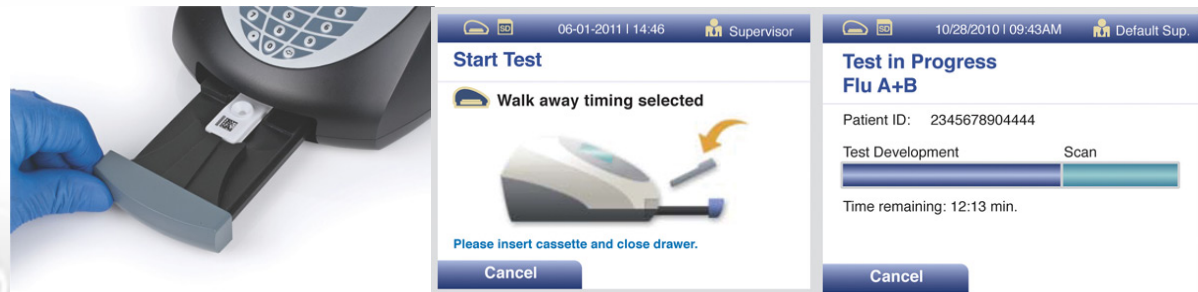 SD
06-01-2011 | 14:46
Supervisor
Start Test
Walk away timing selected
Please insert cassette and close drawer.
Cancel
SD
10/28/2010 | 09:43AM
Default Sup.
Test in Progress
Flu A+B
Patient ID: 2345678904444
Test Development Scan
Time remaining: 12:13 min.
Cancel